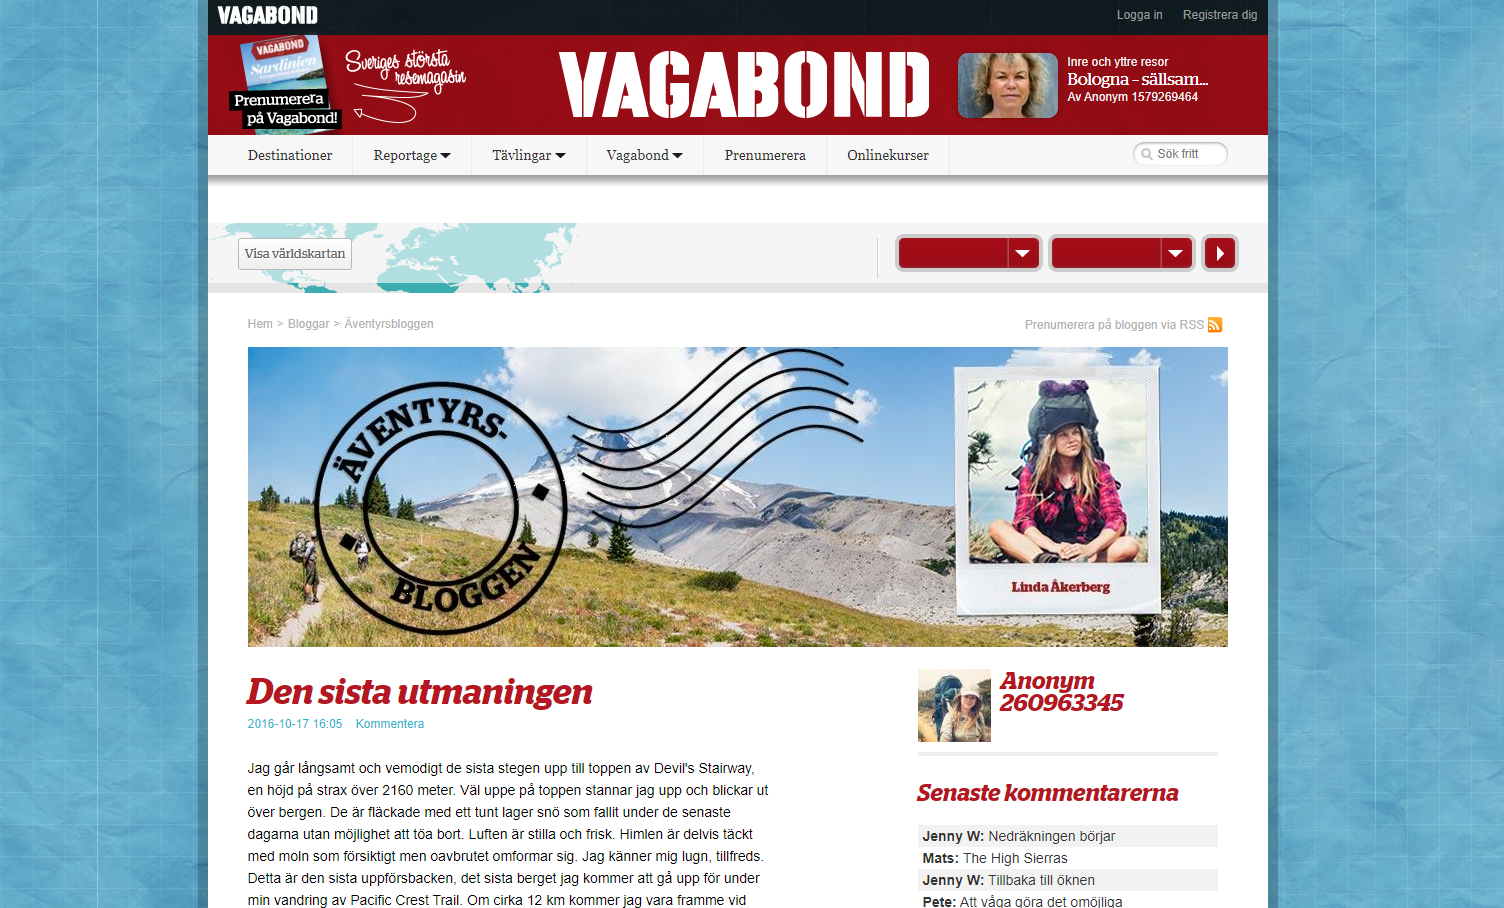 VAGABOND
Logga in
Registrera dig
VAGABOND
Sardinien
Prenumerera
på Vagabond!
Sveriges största
resemagasin
VAGABOND
Inre och yttre resor
Bologna – sällsam...
Av Anonym 1579269464
Destinationer
Reportage
Tävlingar
Vagabond
Prenumerera
Onlinekurser
Sök fritt
Visa världskartan
Hem > Bloggar > Äventyrsbloggen
Prenumerera på bloggen via RSS
ÄVENTYRS-
BLOGGEN
Linda Åkerberg
Den sista utmaningen
2016-10-17 16:05 Kommentera
Jag går långsamt och vemodigt de sista stegen upp till toppen av Devil's Stairway,
en höjd på strax över 2160 meter. Väl uppe på toppen stannar jag upp och blickar ut
över bergen. De är fläckade med ett tunt lager snö som fallit under de senaste
dagarna utan möjlighet att töa bort. Luften är stilla och frisk. Himlen är delvis täckt
med moln som försiktigt men oavbrutet omformar sig. Jag känner mig lugn, tillfreds.
Detta är den sista uppförsbacken, det sista berget jag kommer att gå upp för under
min vandring av Pacific Crest Trail. Om cirka 12 km kommer jag vara framme vid
Anonym
260963345
Senaste kommentarerna
Jenny W: Nedräkningen börjar
Mats: The High Sierras
Jenny W: Tillbaka till öknen
Pete: Att våga göra det omöjliga